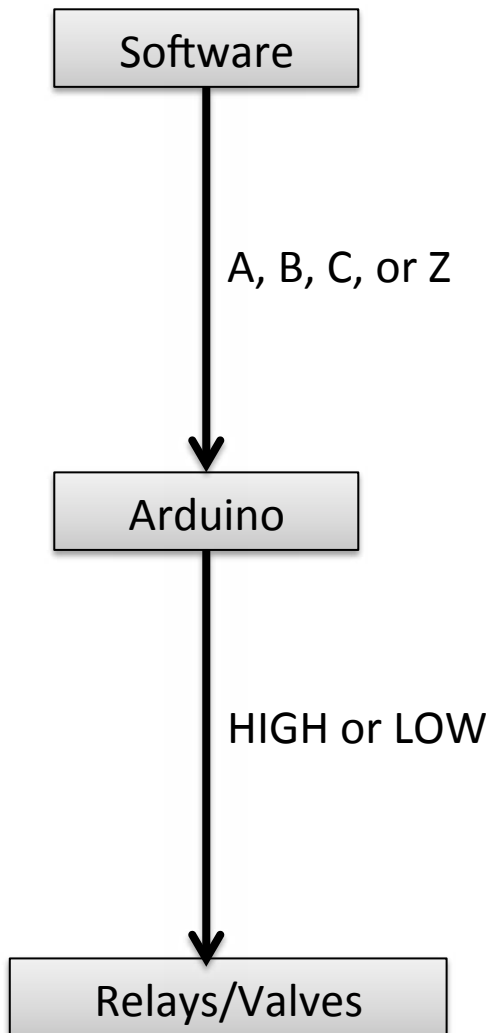 Software
A, B, C, or Z
Arduino
HIGH or LOW
Relays/Valves